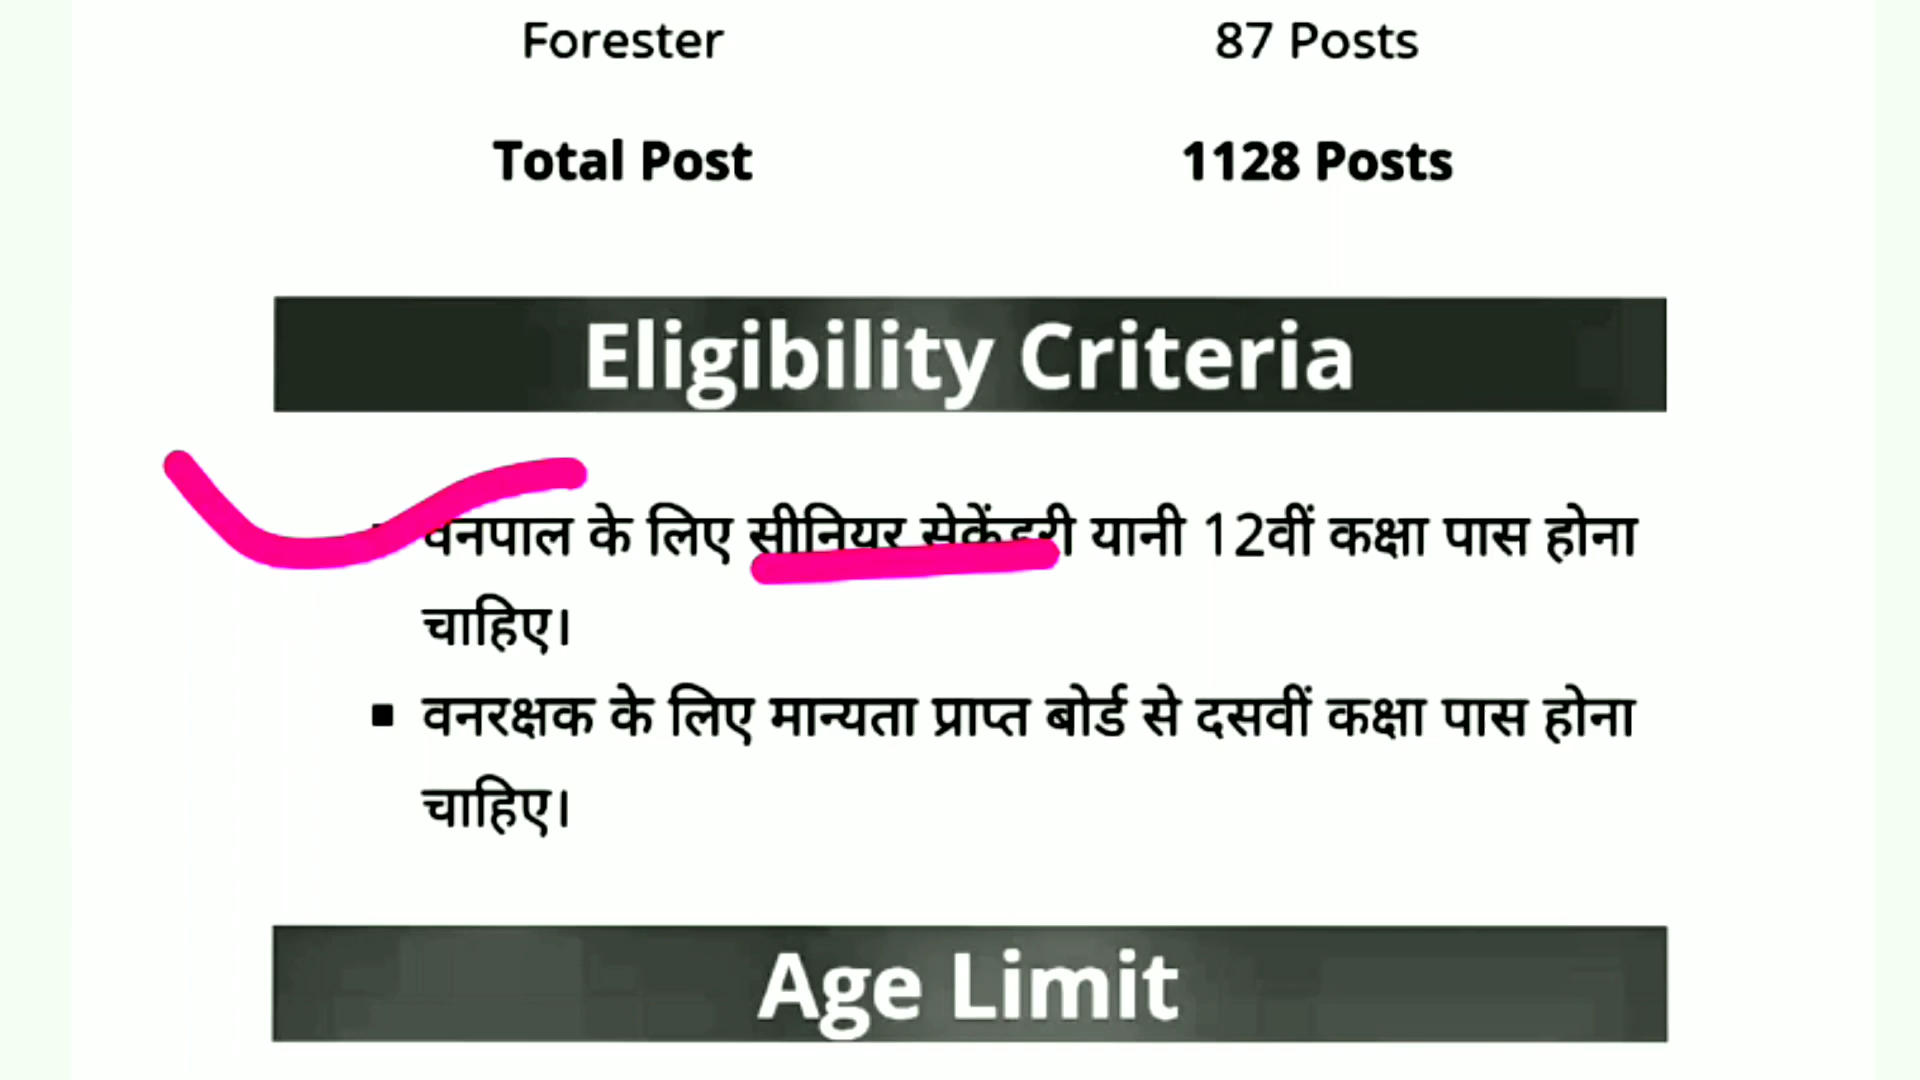 Forester 87 Posts
Total Post 1128 Posts
Eligibility Criteria
वनपाल के लिए सीनियर सेकेंडरी यानी 12वीं कक्षा पास होना
चाहिए।
■ वनरक्षक के लिए मान्यता प्राप्त बोर्ड से दसवीं कक्षा पास होना
चाहिए।
Age Limit